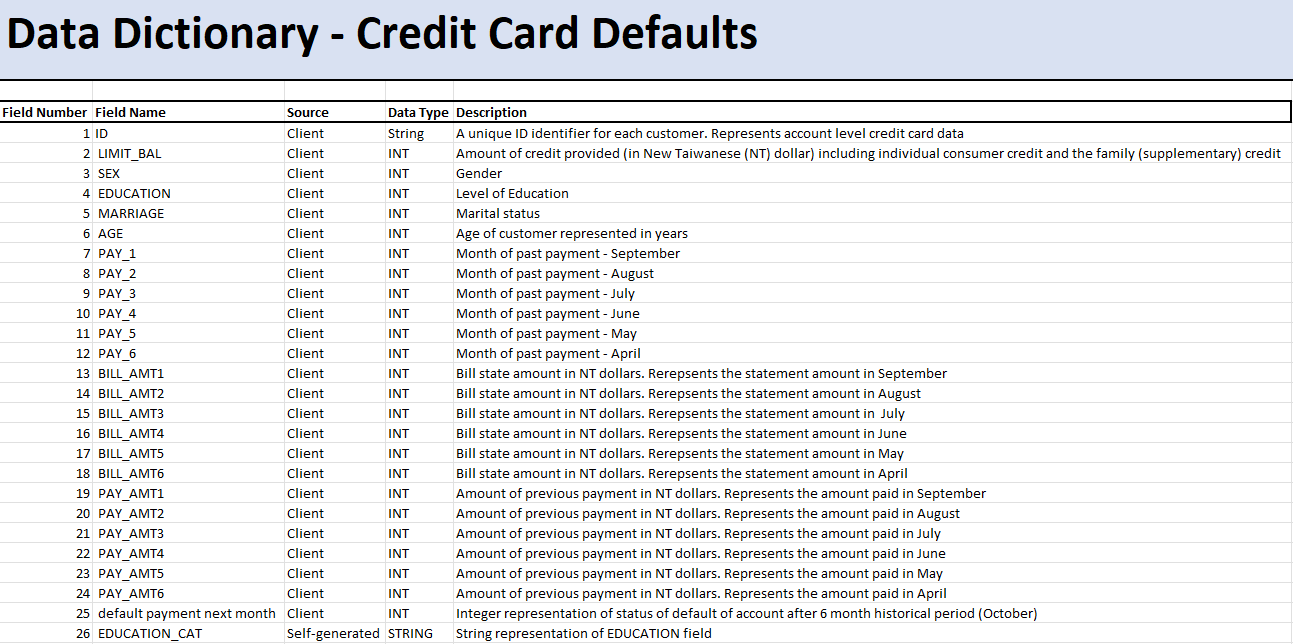 Data Dictionary - Credit Card Defaults
Field Number Field Name Source Data Type Description
1 ID Client String A unique ID identifier for each customer. Represents account level credit card data
2 LIMIT_BAL Client INT Amount of credit provided (in New Taiwanese (NT) dollar) including individual consumer credit and the family (supplementary) credit
3 SEX Client INT Gender
4 EDUCATION Client INT Level of Education
5 MARRIAGE Client INT Marital status
6 AGE Client INT Age of customer represented in years
7 PAY_1 Client INT Month of past payment - September
8 PAY_2 Client INT Month of past payment - August
9 PAY_3 Client INT Month of past payment - July
10 PAY_4 Client INT Month of past payment - June
11 PAY_5 Client INT Month of past payment - May
12 PAY_6 Client INT Month of past payment - April
13 BILL_AMT1 Client INT Bill state amount in NT dollars. Rerepsents the statement amount in September
14 BILL_AMT2 Client INT Bill state amount in NT dollars. Rerepsents the statement amount in August
15 BILL_AMT3 Client INT Bill state amount in NT dollars. Rerepsents the statement amount in  July
16 BILL_AMT4 Client INT Bill state amount in NT dollars. Rerepsents the statement amount in June
17 BILL_AMT5 Client INT Bill state amount in NT dollars. Rerepsents the statement amount in May
18 BILL_AMT6 Client INT Bill state amount in NT dollars. Rerepsents the statement amount in April
19 PAY_AMT1 Client INT Amount of previous payment in NT dollars. Represents the amount paid in September
20 PAY_AMT2 Client INT Amount of previous payment in NT dollars. Represents the amount paid in August
21 PAY_AMT3 Client INT Amount of previous payment in NT dollars. Represents the amount paid in July
22 PAY_AMT4 Client INT Amount of previous payment in NT dollars. Represents the amount paid in June
23 PAY_AMT5 Client INT Amount of previous payment in NT dollars. Represents the amount paid in May
24 PAY_AMT6 Client INT Amount of previous payment in NT dollars. Represents the amount paid in April
25 default payment next month Client INT Integer representation of status of default of account after 6 month historical period (October)
26 EDUCATION_CAT Self-generated STRING String representation of EDUCATION field